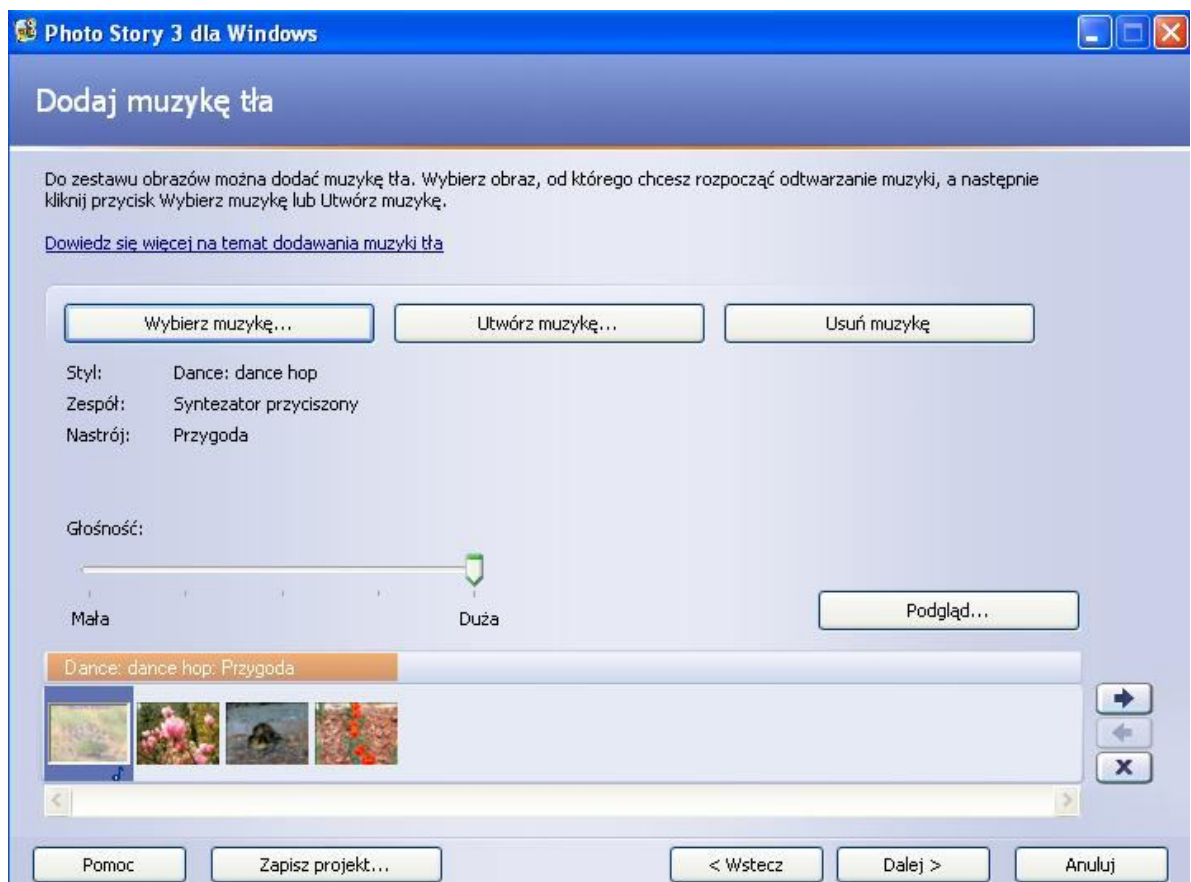 Photo Story 3 dla Windows
Dodaj muzykę tła
Do zestawu obrazów można dodać muzykę tła. Wybierz obraz, od którego chcesz rozpocząć odtwarzanie muzyki, a następnie
kliknij przycisk Wybierz muzykę lub Utwórz muzykę.
Dowiedz się więcej na temat dodawania muzyki tła
Wybierz muzykę... Utwórz muzykę... Usuń muzykę
Styl: Dance: dance hop
Zespół: Syntezator przyciszony
Nastrój: Przygoda
Głośność:
Mała Duża
Podgląd...
Dance: dance hop: Przygoda
Pomoc Zapisz projekt... < Wstecz Dalej > Anuluj